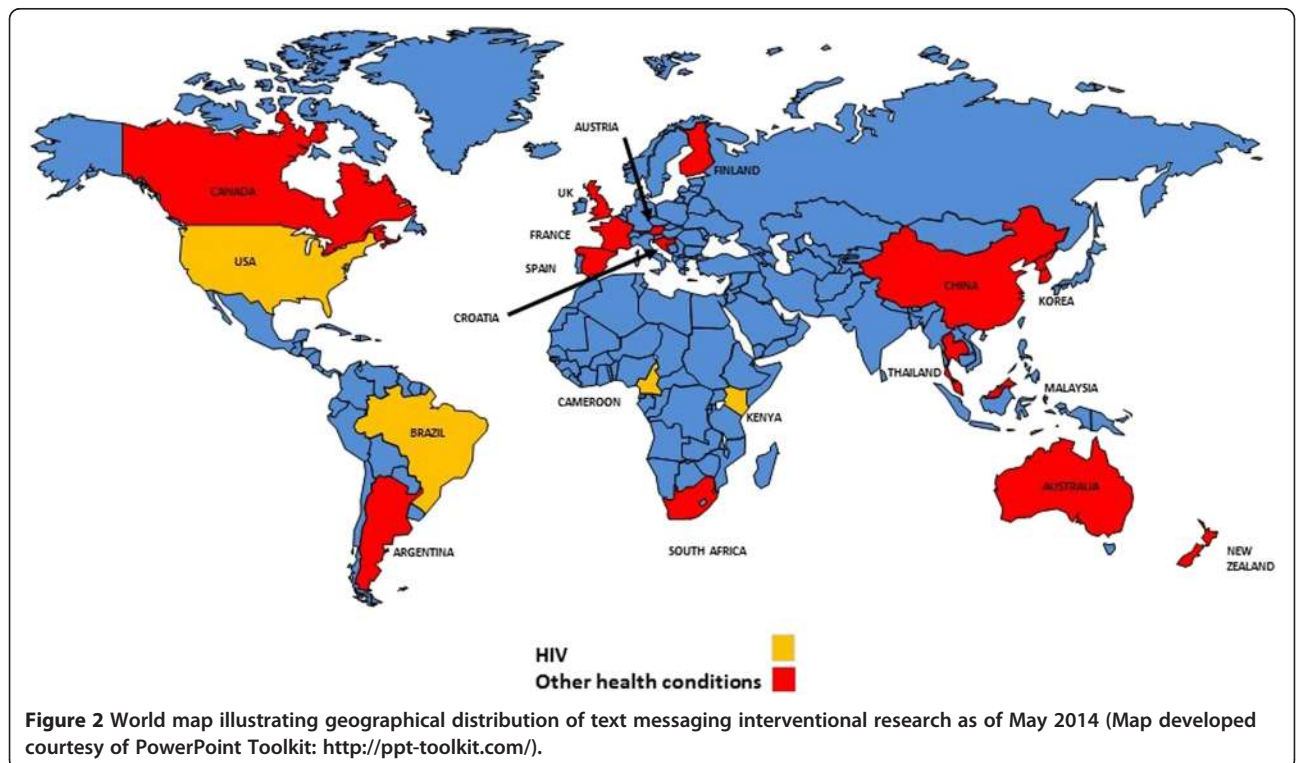 AUSTRIA
FINLAND
CANADA
UK
FRANCE
USA
SPAIN
CHINA
KOREA
CROATIA
THAILAND
MALAYSIA
CAMEROON
KENYA
BRAZIL
AUSTRALIA
ARGENTINA
SOUTH AFRICA
NEW
ZEALAND
HIV
Other health conditions
Figure 2 World map illustrating geographical distribution of text messaging interventional research as of May 2014 (Map developed
courtesy of PowerPoint Toolkit: http://ppt-toolkit.com/).